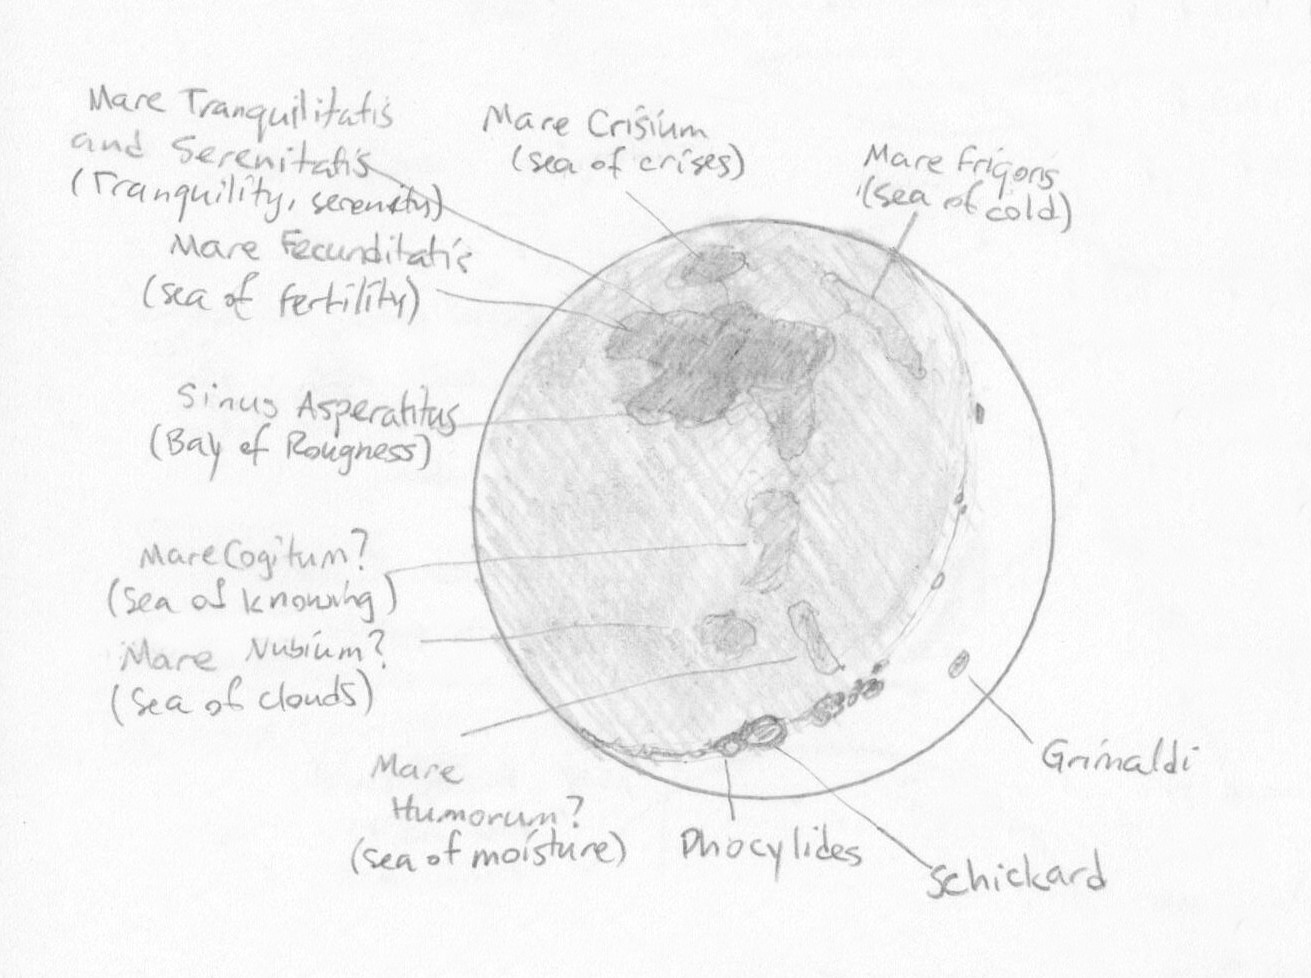 Mare Tranquilitatis
and Serenitatis
(Tranquility, serenity)
Mare Crisium
(sea of crises)
Mare Frigoris
(sea of cold)
Mare Fecunditatis
(sea of fertility)
Sinus Asperatitus
(Bay of Rougness)
Mare Cogitum?
(sea of knowing)
Mare Nubium?
(sea of clouds)
Mare
Humorum?
(sea of moisture)
Phocylides
Schickard
Grimaldi